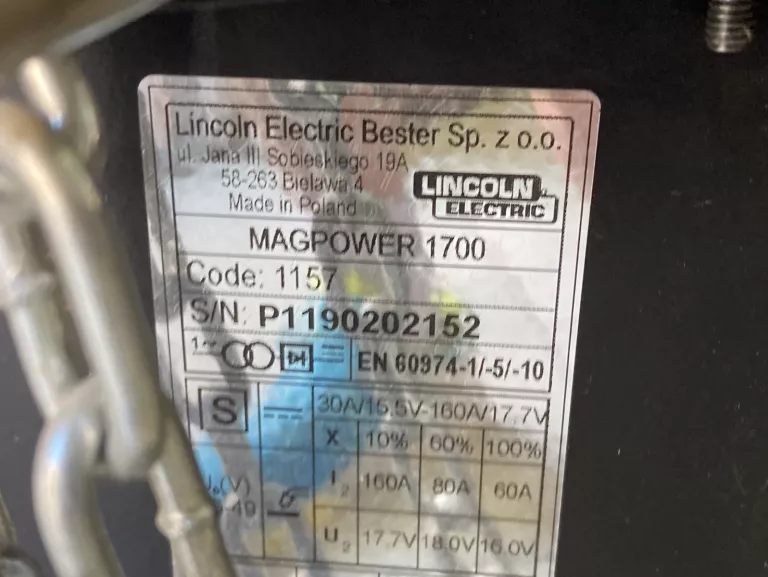 Lincoln Electric Bester Sp. z o.o.
ul. Jana III Sobieskiego 19A
58-263 Bielawa 4
Made in Poland
LINCOLN
ELECTRIC
MAGPOWER 1700
Code: 1157
S/N: P1190202152
1~
EN 60974-1/-5/-10
S
30A/15.5V-160A/17.7V
X 10% 60% 100%
I2 160A 80A 60A
U2 17.7V 18.0V 16.0V